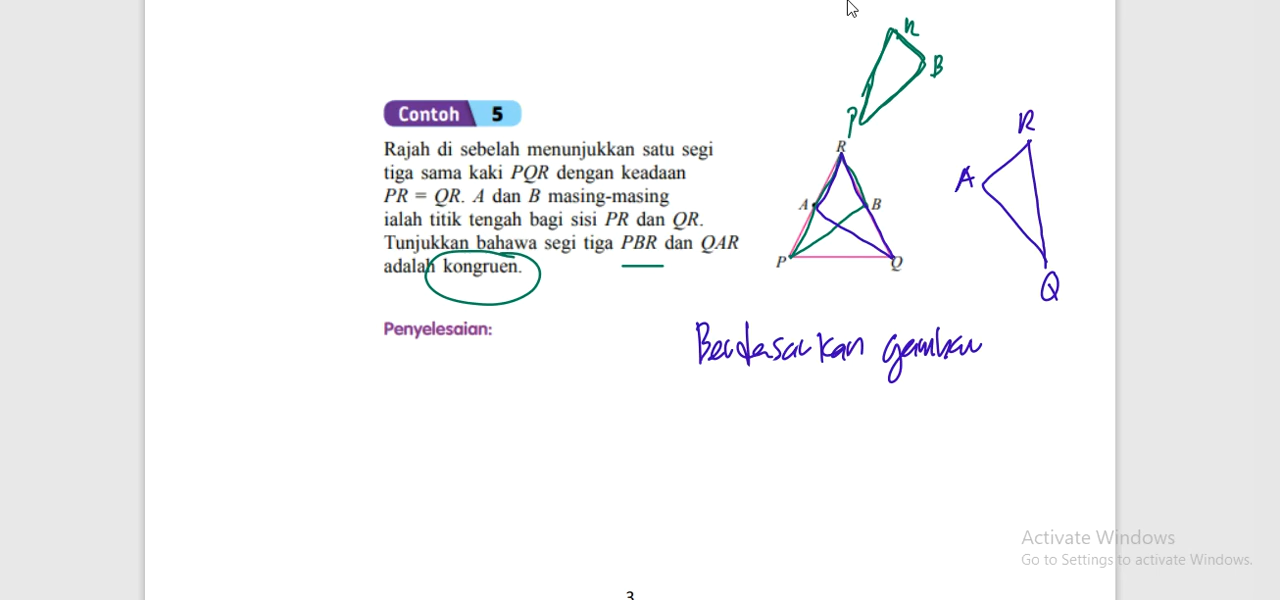 R
B
P
Contoh 5
Rajah di sebelah menunjukkan satu segi
tiga sama kaki PQR dengan keadaan
PR = QR. A dan B masing-masing
ialah titik tengah bagi sisi PR dan QR.
Tunjukkan bahawa segi tiga PBR dan QAR
adalah kongruen.
R
A B
P Q
R
A
Q
Penyelesaian:
Berdasarkan gambar
Activate Windows
Go to Settings to activate Windows.
3